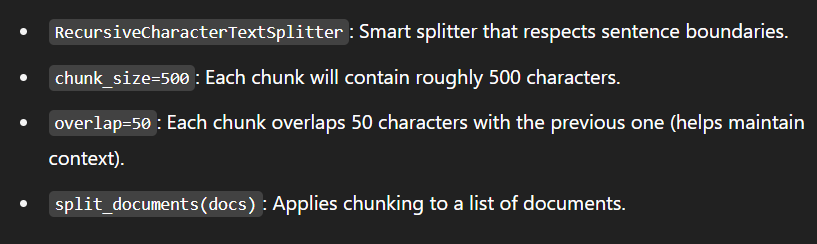 • RecursiveCharacterTextSplitter: Smart splitter that respects sentence boundaries.
• chunk_size=500: Each chunk will contain roughly 500 characters.
• overlap=50: Each chunk overlaps 50 characters with the previous one (helps maintain
context).
• split_documents(docs): Applies chunking to a list of documents.